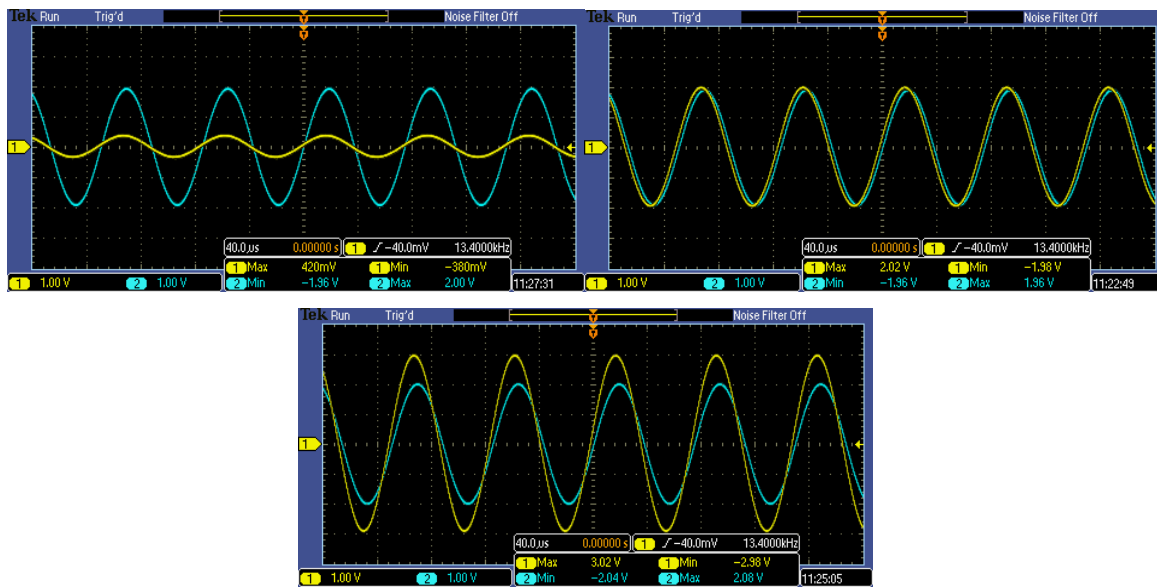 Tek Run Trig'd Noise Filter Off
T
T
1
40.0µs 0.00000 s 1 -40.0mV 13.4000kHz
1 Max 420mV 1 Min -380mV
2 Min -1.96 V 2 Max 2.00 V
1 1.00 V 2 1.00 V 11:27:31
Run Trig'd Noise Filter Off
T
T
1
40.0µs 0.00000 s 1 -40.0mV 13.4000kHz
1 Max 2.02 V 1 Min -1.98 V
2 Min -1.96 V 2 Max 1.96 V
1 1.00 V 2 1.00 V 11:22:49
Tek Run Trig'd Noise Filter Off
T
T
1
40.0µs 0.00000 s 1 -40.0mV 13.4000kHz
1 Max 3.02 V 1 Min -2.98 V
2 Min -2.04 V 2 Max 2.08 V
1 1.00 V 2 1.00 V 11:25:05